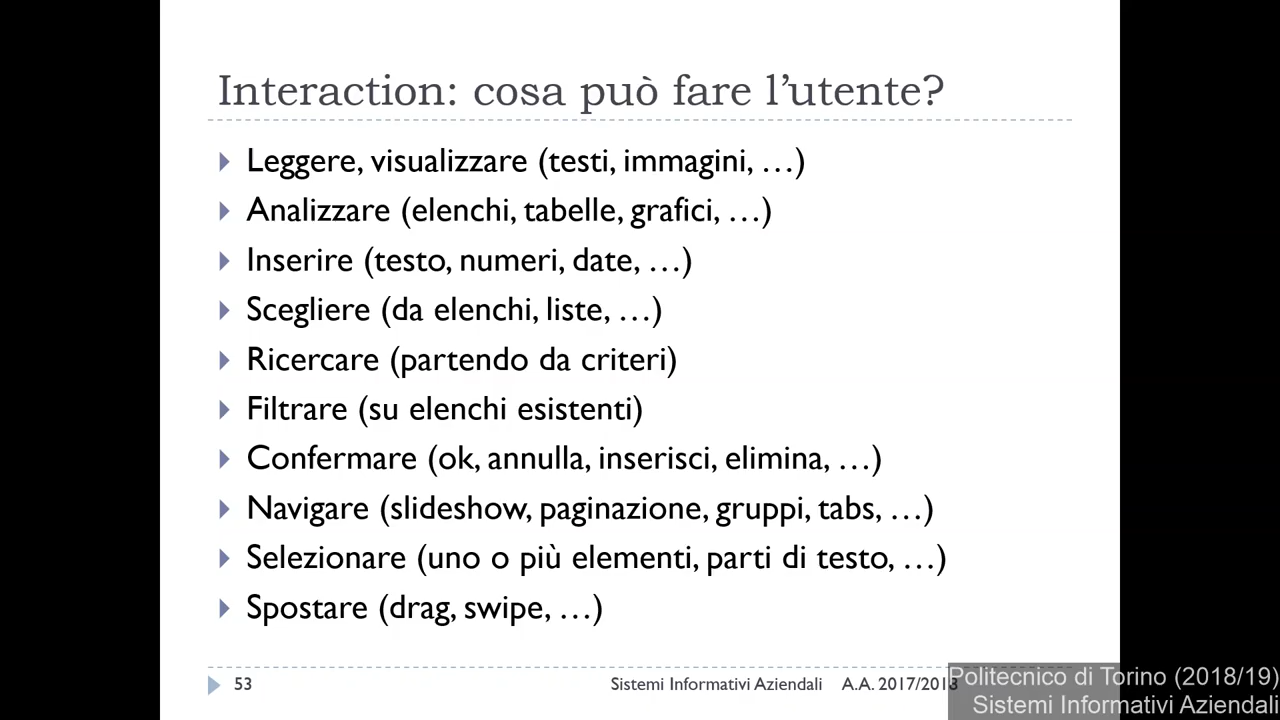 Interaction: cosa può fare l’utente?
Leggere, visualizzare (testi, immagini, …)
Analizzare (elenchi, tabelle, grafici, …)
Inserire (testo, numeri, date, …)
Scegliere (da elenchi, liste, …)
Ricercare (partendo da criteri)
Filtrare (su elenchi esistenti)
Confermare (ok, annulla, inserisci, elimina, …)
Navigare (slideshow, paginazione, gruppi, tabs, …)
Selezionare (uno o più elementi, parti di testo, …)
Spostare (drag, swipe, …)
53 Sistemi Informativi Aziendali A.A. 2017/2018
Politecnico di Torino (2018/19)
Sistemi Informativi Aziendali